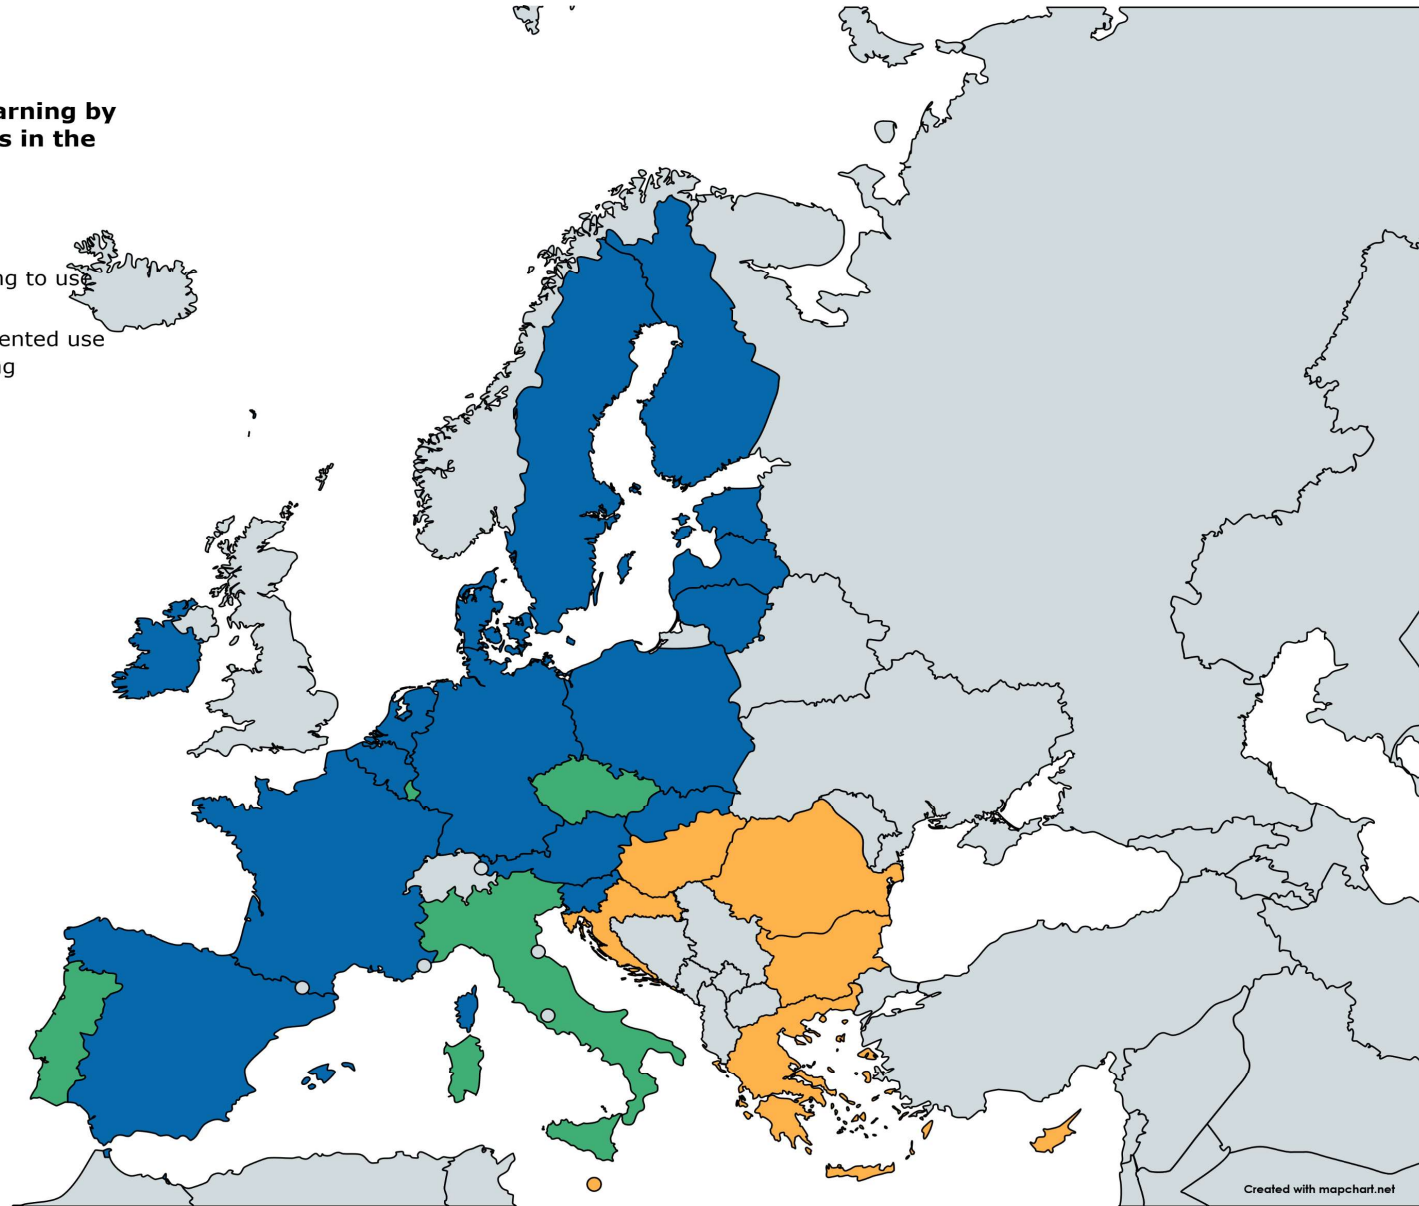 arning by
s in the
ng to use
ented use
ng
Created with mapchart.net